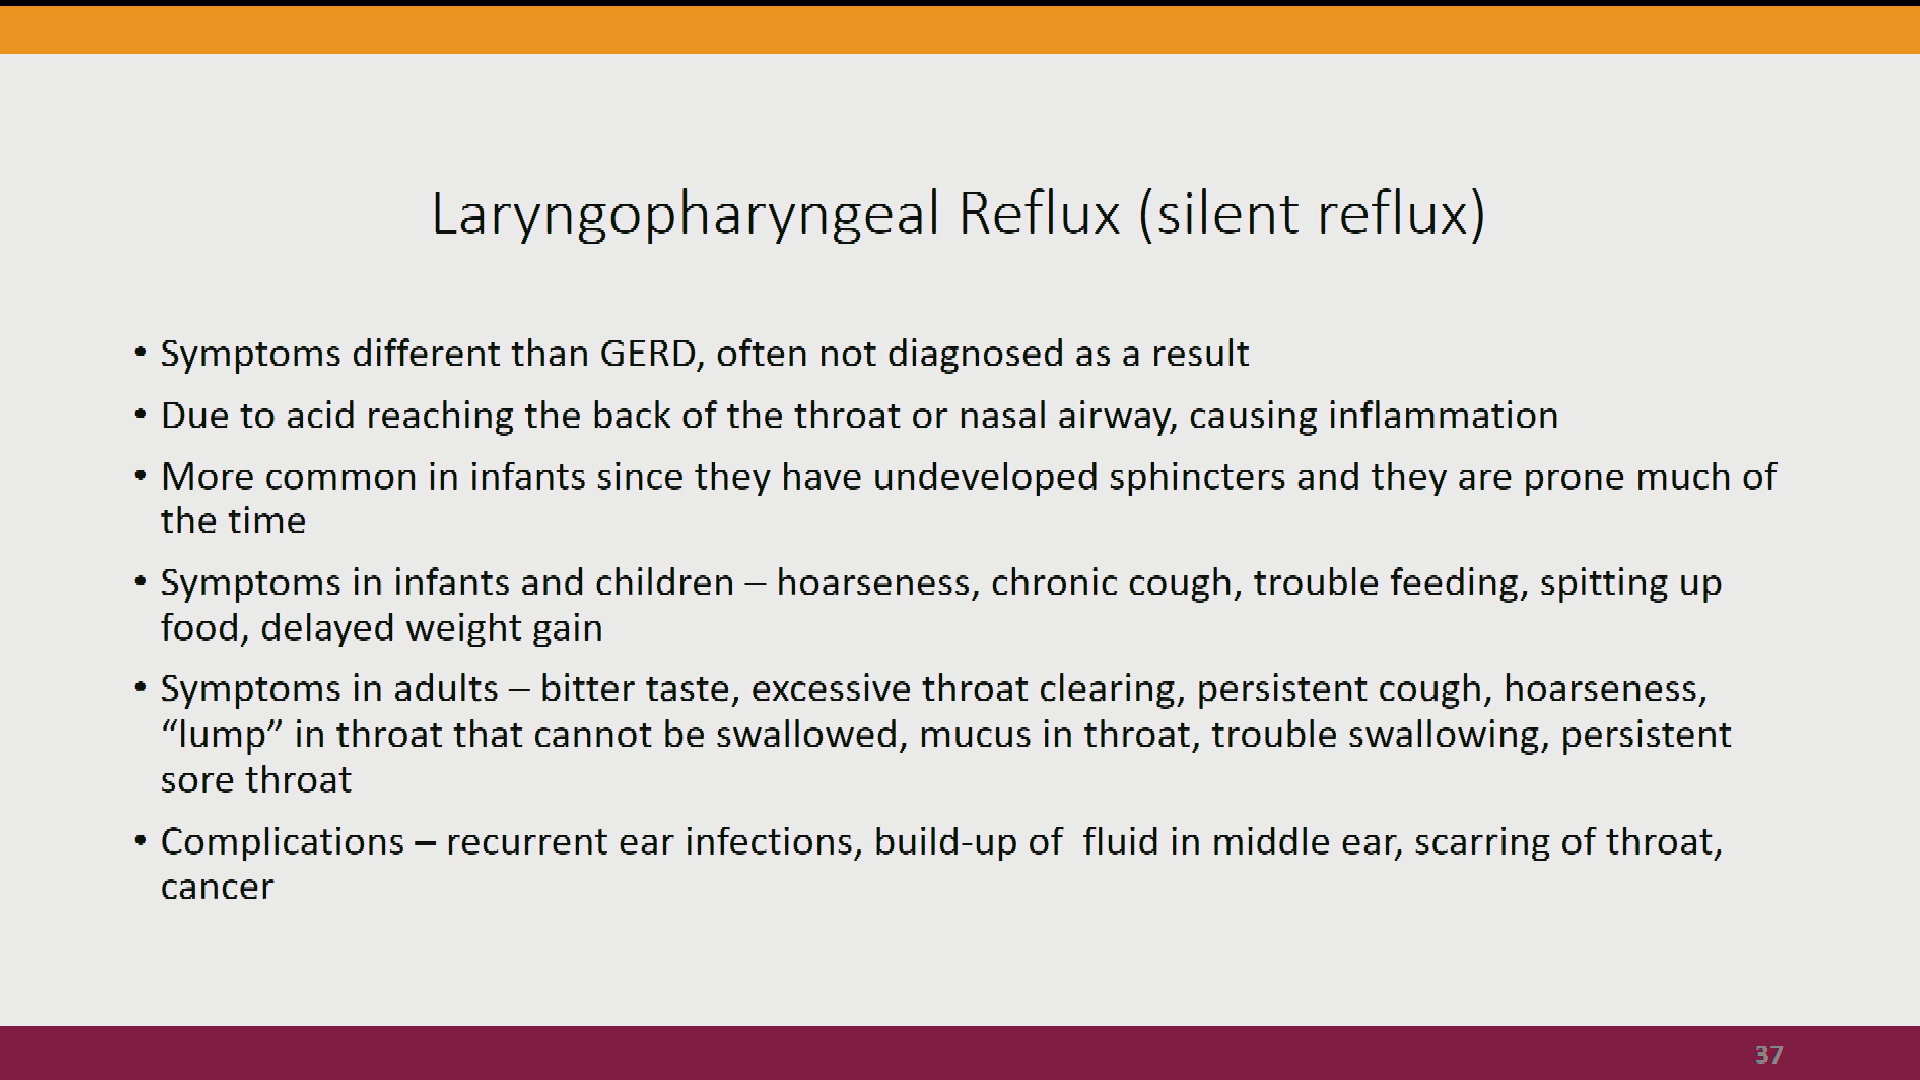 Laryngopharyngeal Reflux (silent reflux)
• Symptoms different than GERD, often not diagnosed as a result
• Due to acid reaching the back of the throat or nasal airway, causing inflammation
• More common in infants since they have undeveloped sphincters and they are prone much of
the time
• Symptoms in infants and children – hoarseness, chronic cough, trouble feeding, spitting up
food, delayed weight gain
• Symptoms in adults – bitter taste, excessive throat clearing, persistent cough, hoarseness,
“lump” in throat that cannot be swallowed, mucus in throat, trouble swallowing, persistent
sore throat
• Complications – recurrent ear infections, build-up of  fluid in middle ear, scarring of throat,
cancer
37